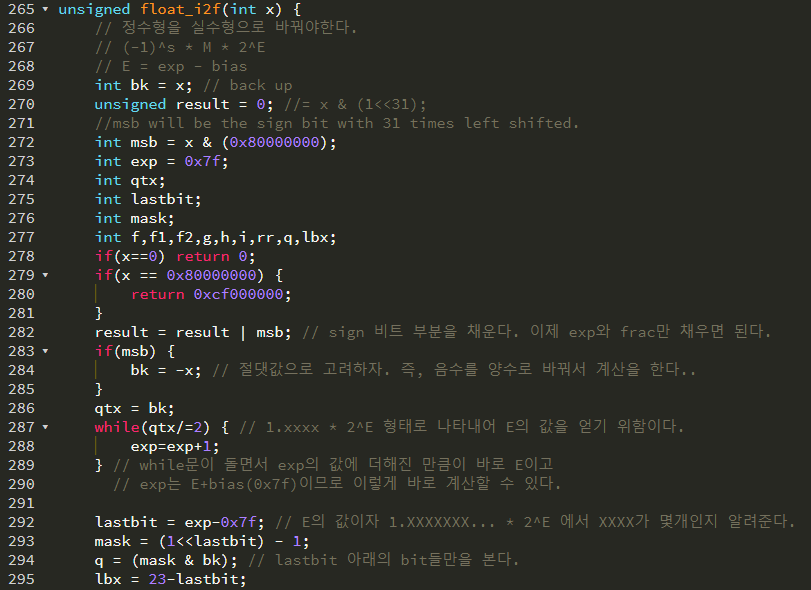 265 unsigned float_i2f(int x) {
266     // 정수형을 실수형으로 바꿔야한다.
267     // (-1)^s * M * 2^E
268     // E = exp - bias
269     int bk = x; // back up
270     unsigned result = 0; //= x & (1<<31);
271     //msb will be the sign bit with 31 times left shifted.
272     int msb = x & (0x80000000);
273     int exp = 0x7f;
274     int qtx;
275     int lastbit;
276     int mask;
277     int f,f1,f2,g,h,i,rr,q,lbx;
278     if(x==0) return 0;
279     if(x == 0x80000000) {
280         return 0xcf000000;
281     }
282     result = result | msb; // sign 비트 부분을 채운다. 이제 exp와 frac만 채우면 된다.
283     if(msb) {
284         bk = -x; // 절댓값으로 고려하자. 즉, 음수를 양수로 바꿔서 계산을 한다..
285     }
286     qtx = bk;
287     while(qtx/=2) { // 1.xxxx * 2^E 형태로 나타내어 E의 값을 얻기 위함이다.
288         exp=exp+1;
289     } // while문이 돌면서 exp의 값에 더해진 만큼이 바로 E이고
290       // exp는 E+bias(0x7f)이므로 이렇게 바로 계산할 수 있다.
291
292     lastbit = exp-0x7f; // E의 값이자 1.XXXXXXX... * 2^E 에서 XXXX가 몇개인지 알려준다.
293     mask = (1<<lastbit) - 1;
294     q = (mask & bk); // lastbit 아래의 bit들만을 본다.
295     lbx = 23-lastbit;